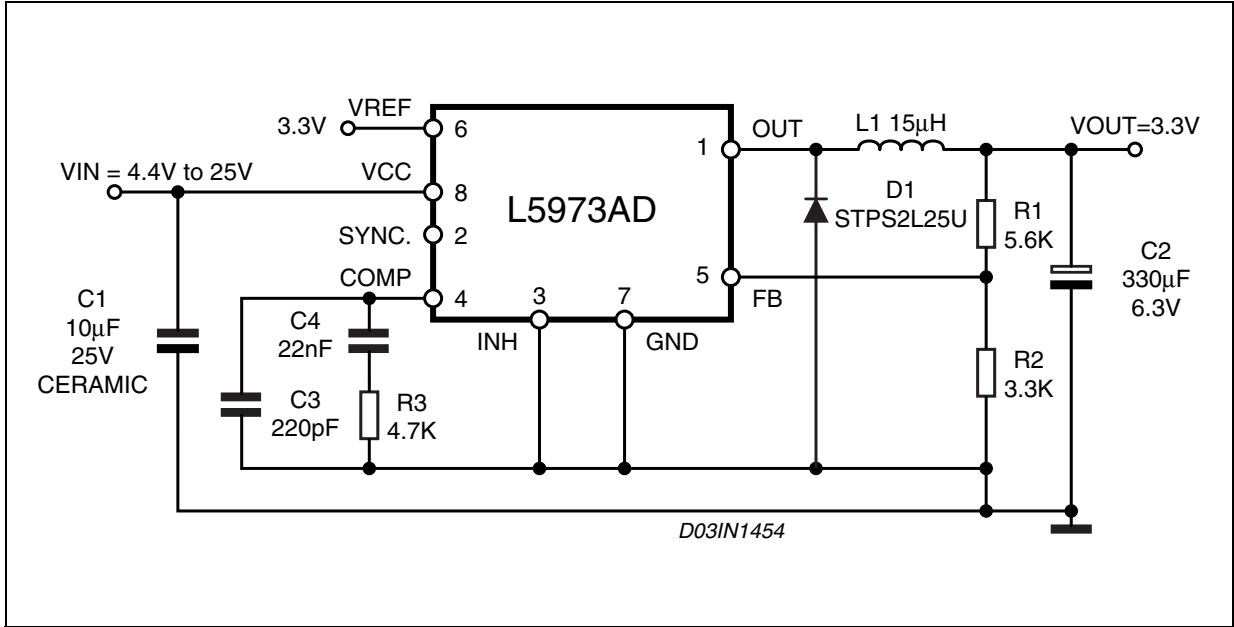 VREF
3.3V
6
VIN = 4.4V to 25V
VCC
8
SYNC.
2
COMP
4
L5973AD
3
INH
7
GND
1
OUT
5
FB
L1 15µH
VOUT=3.3V
D1
STPS2L25U
R1
5.6K
C2
330µF
6.3V
R2
3.3K
C1
10µF
25V
CERAMIC
C4
22nF
C3
220pF
R3
4.7K
D03IN1454